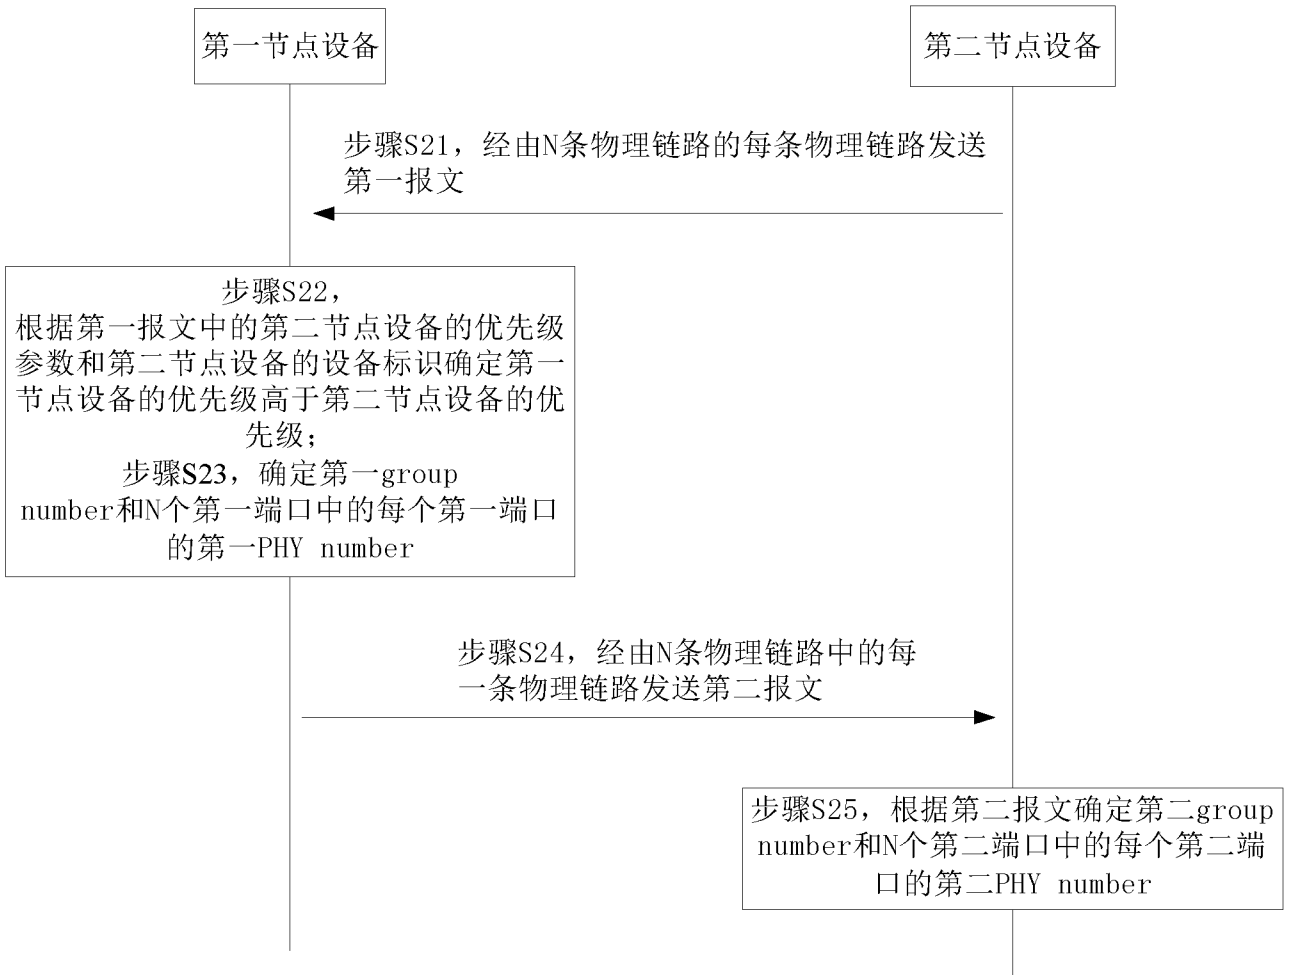 第一节点设备
第二节点设备
步骤S21，经由N条物理链路的每条物理链路发送
第一报文
步骤S22，
根据第一报文中的第二节点设备的优先级
参数和第二节点设备的设备标识确定第一
节点设备的优先级高于第二节点设备的优
先级；
步骤S23，确定第一group
number和N个第一端口中的每个第一端口
的第一PHY number
步骤S24，经由N条物理链路中的每
一条物理链路发送第二报文
步骤S25，根据第二报文确定第二group
number和N个第二端口中的每个第二端
口的第二PHY number